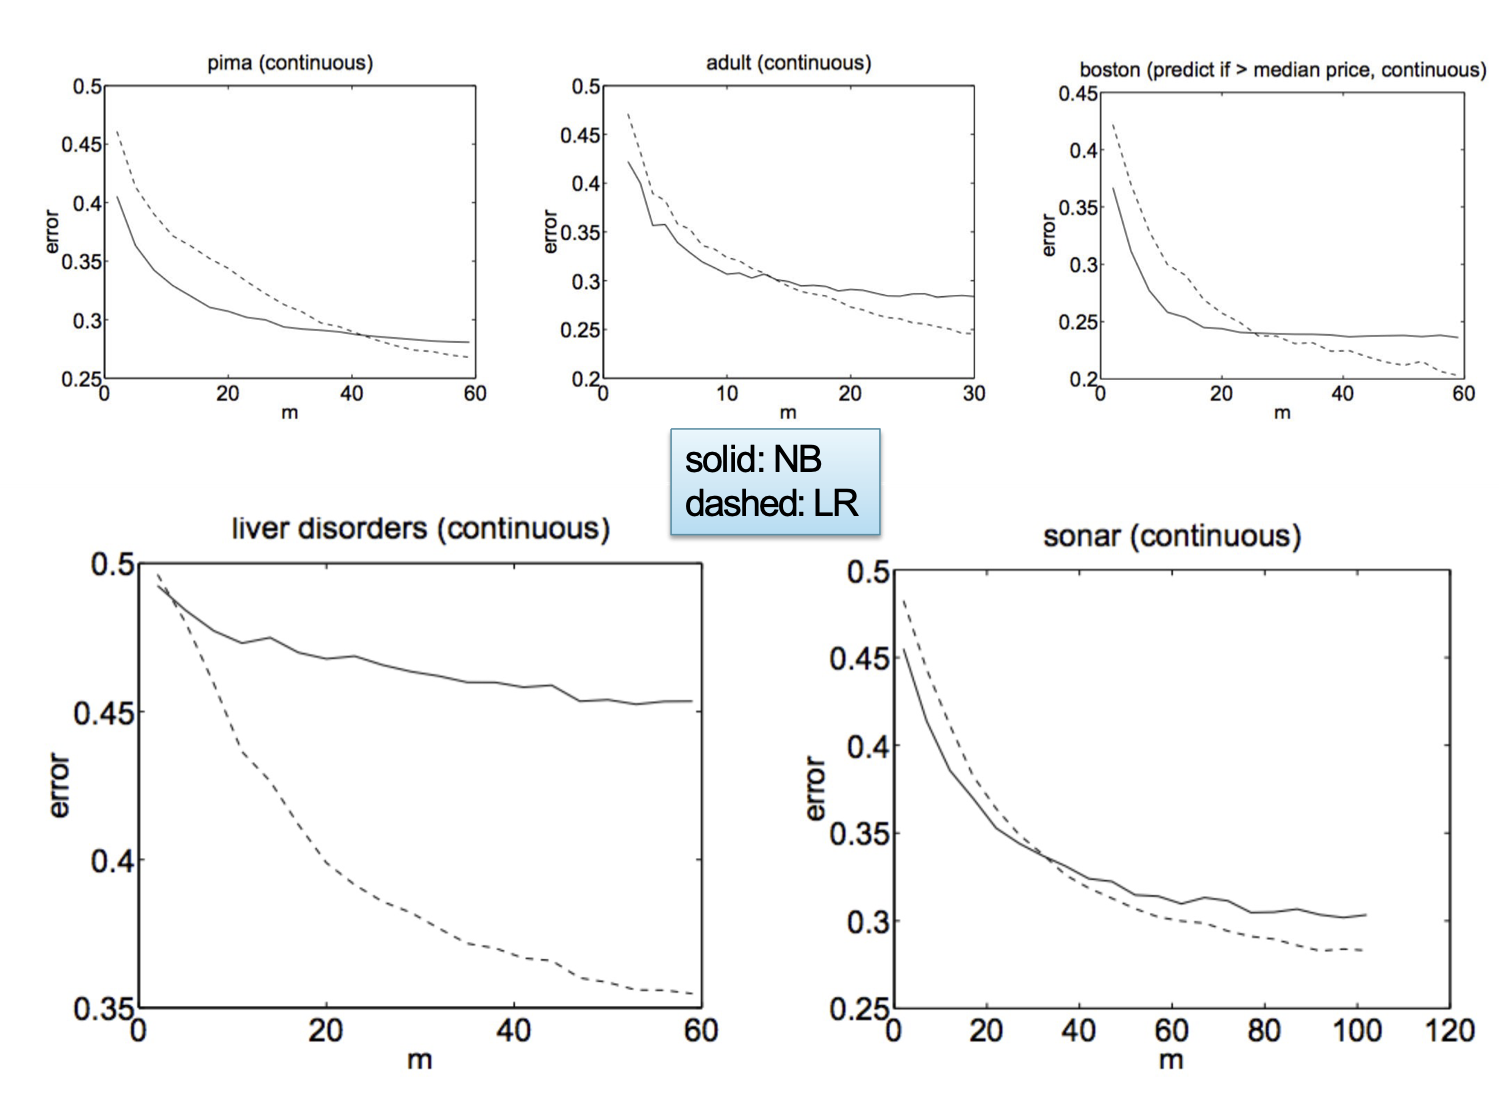 pima (continuous)
0.5
0.45
0.4
0.35
0.3
0.25
error
0 20 40 60
m
adult (continuous)
0.5
0.45
0.4
0.35
0.3
0.25
0.2
error
0 10 20 30
m
boston (predict if > median price, continuous)
0.45
0.4
0.35
0.3
0.25
0.2
error
0 20 40 60
m
solid: NB
dashed: LR
liver disorders (continuous)
0.5
0.45
0.4
0.35
error
0 20 40 60
m
sonar (continuous)
0.5
0.45
0.4
0.35
0.3
0.25
error
0 20 40 60 80 100 120
m